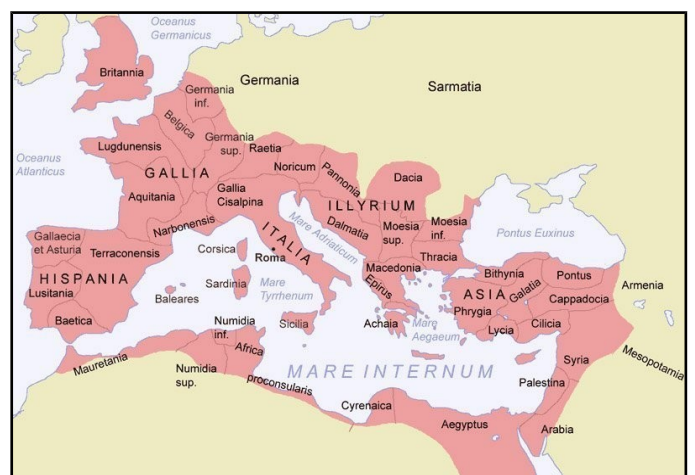 Oceanus
Germanicus
Britannia
Germania
Sarmatia
Germania
inf.
Belgica
Germania
sup.
Lugdunensis
Raetia
Oceanus
Atlanticus
GALLIA
Noricum
Pannonia
Dacia
Aquitania
Gallia
Cisalpina
ILLYRIUM
Narbonensis
Mare Adriaticum
Dalmatia
Moesia
sup.
Moesia
inf.
Pontus Euxinus
Gallaecia
et Asturia
Terraconensis
Corsica
ITALIA
Roma
Thracia
Macedonia
Bithynia
Pontus
HISPANIA
Lusitania
Sardinia
Mare
Tyrrhenum
Epirus
ASIA
Galatia
Cappadocia
Armenia
Baleares
Phrygia
Baetica
Numidia
inf.
Sicilia
Achaia
Mare
Aegaeum
Lycia
Cilicia
Mauretania
Africa
proconsularis
Numidia
sup.
MARE INTERNUM
Syria
Mesopotamia
Palestina
Cyrenaica
Aegyptus
Arabia